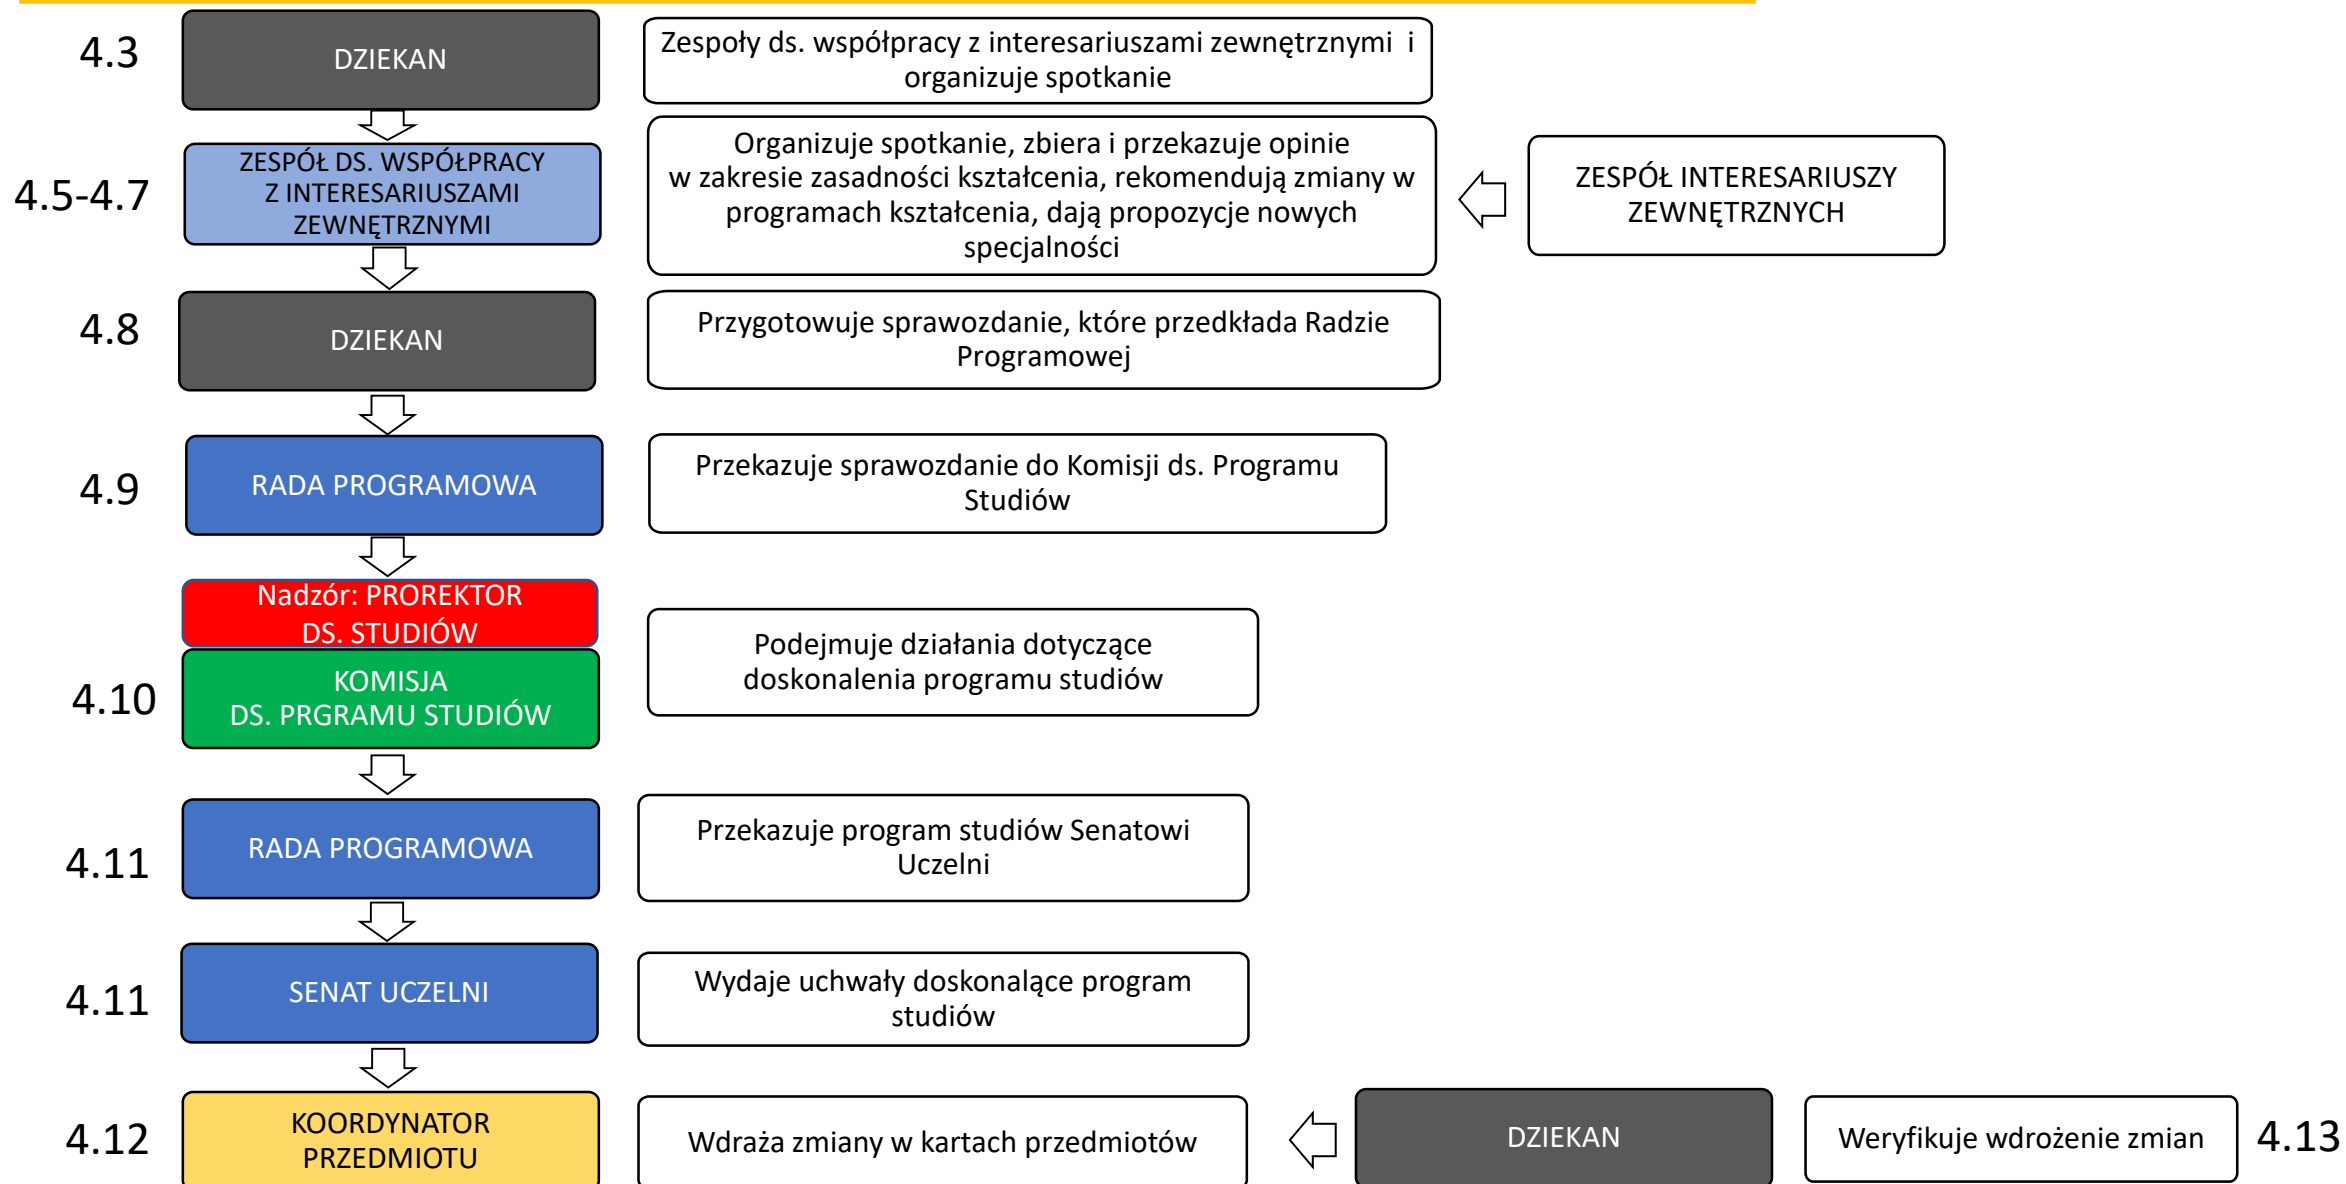 4.3
DZIEKAN
Zespoły ds. współpracy z interesariuszami zewnętrznymi i
organizuje spotkanie
4.5-4.7
ZESPÓŁ DS. WSPÓŁPRACY
Z INTERESARIUSZAMI
ZEWNĘTRZNYMI
Organizuje spotkanie, zbiera i przekazuje opinie
w zakresie zasadności kształcenia, rekomendują zmiany w
programach kształcenia, dają propozycje nowych
specjalności
ZESPÓŁ INTERESARIUSZY
ZEWNĘTRZNYCH
4.8
DZIEKAN
Przygotowuje sprawozdanie, które przedkłada Radzie
Programowej
4.9
RADA PROGRAMOWA
Przekazuje sprawozdanie do Komisji ds. Programu
Studiów
Nadzór: PROREKTOR
DS. STUDIÓW
4.10
KOMISJA
DS. PRGRAMU STUDIÓW
Podejmuje działania dotyczące
doskonalenia programu studiów
4.11
RADA PROGRAMOWA
Przekazuje program studiów Senatowi
Uczelni
4.11
SENAT UCZELNI
Wydaje uchwały doskonalące program
studiów
4.12
KOORDYNATOR
PRZEDMIOTU
Wdraża zmiany w kartach przedmiotów
DZIEKAN
Weryfikuje wdrożenie zmian
4.13